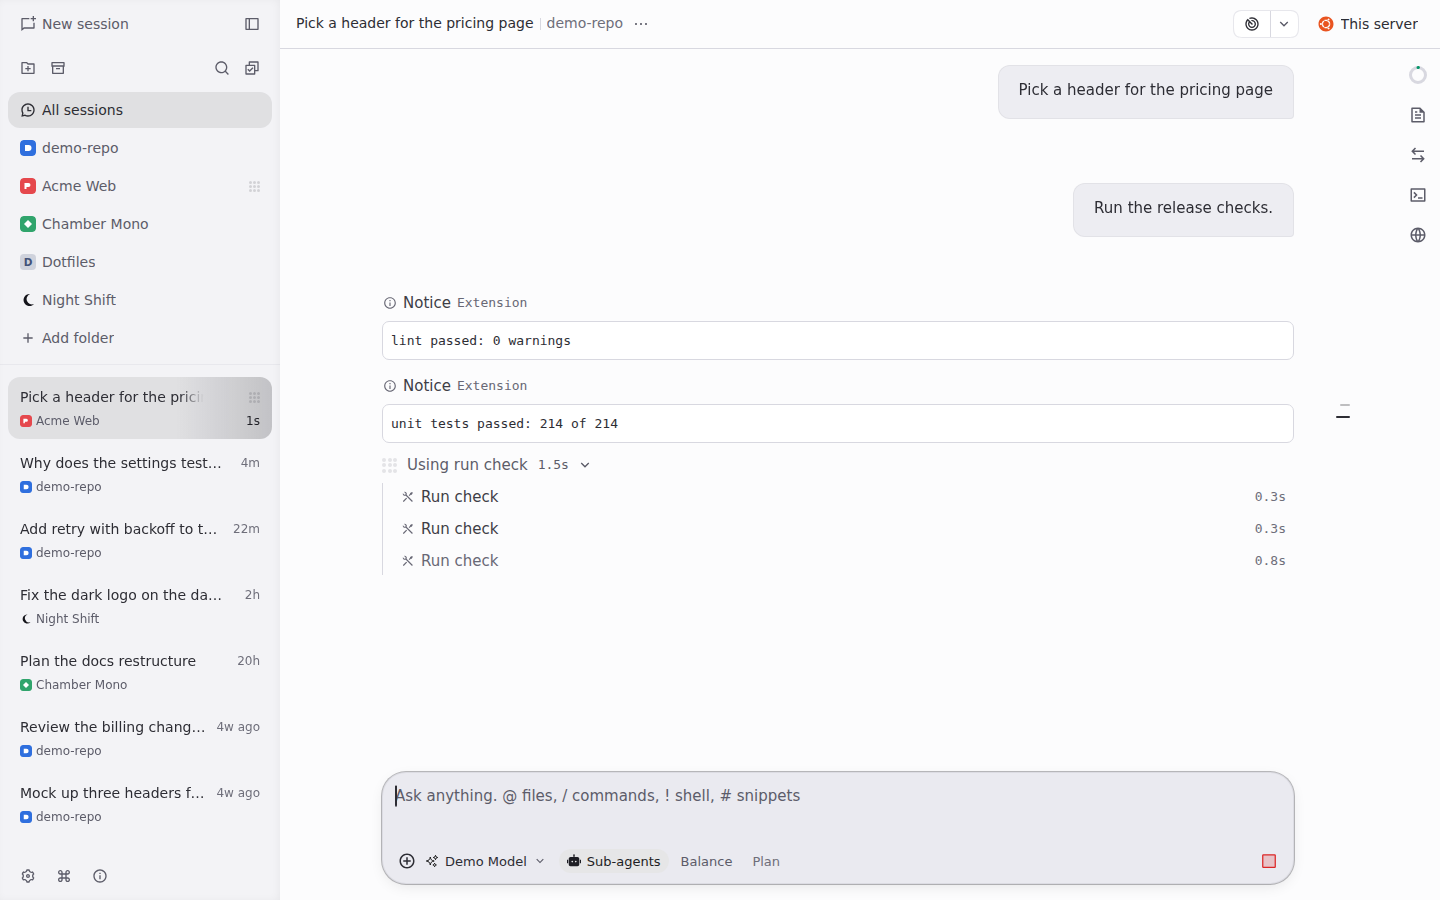 New session
All sessions
demo-repo
Acme Web
Chamber Mono
D Dotfiles
Night Shift
Add folder
Pick a header for the prici
Acme Web 1s
Why does the settings test... 4m
demo-repo
Add retry with backoff to t... 22m
demo-repo
Fix the dark logo on the da... 2h
Night Shift
Plan the docs restructure 20h
Chamber Mono
Review the billing chang... 4w ago
demo-repo
Mock up three headers f... 4w ago
demo-repo
Pick a header for the pricing page demo-repo ...
This server
Pick a header for the pricing page
Run the release checks.
Notice Extension
lint passed: 0 warnings
Notice Extension
unit tests passed: 214 of 214
Using run check 1.5s
Run check 0.3s
Run check 0.3s
Run check 0.8s
Ask anything. @ files, / commands, ! shell, # snippets
Demo Model Sub-agents Balance Plan